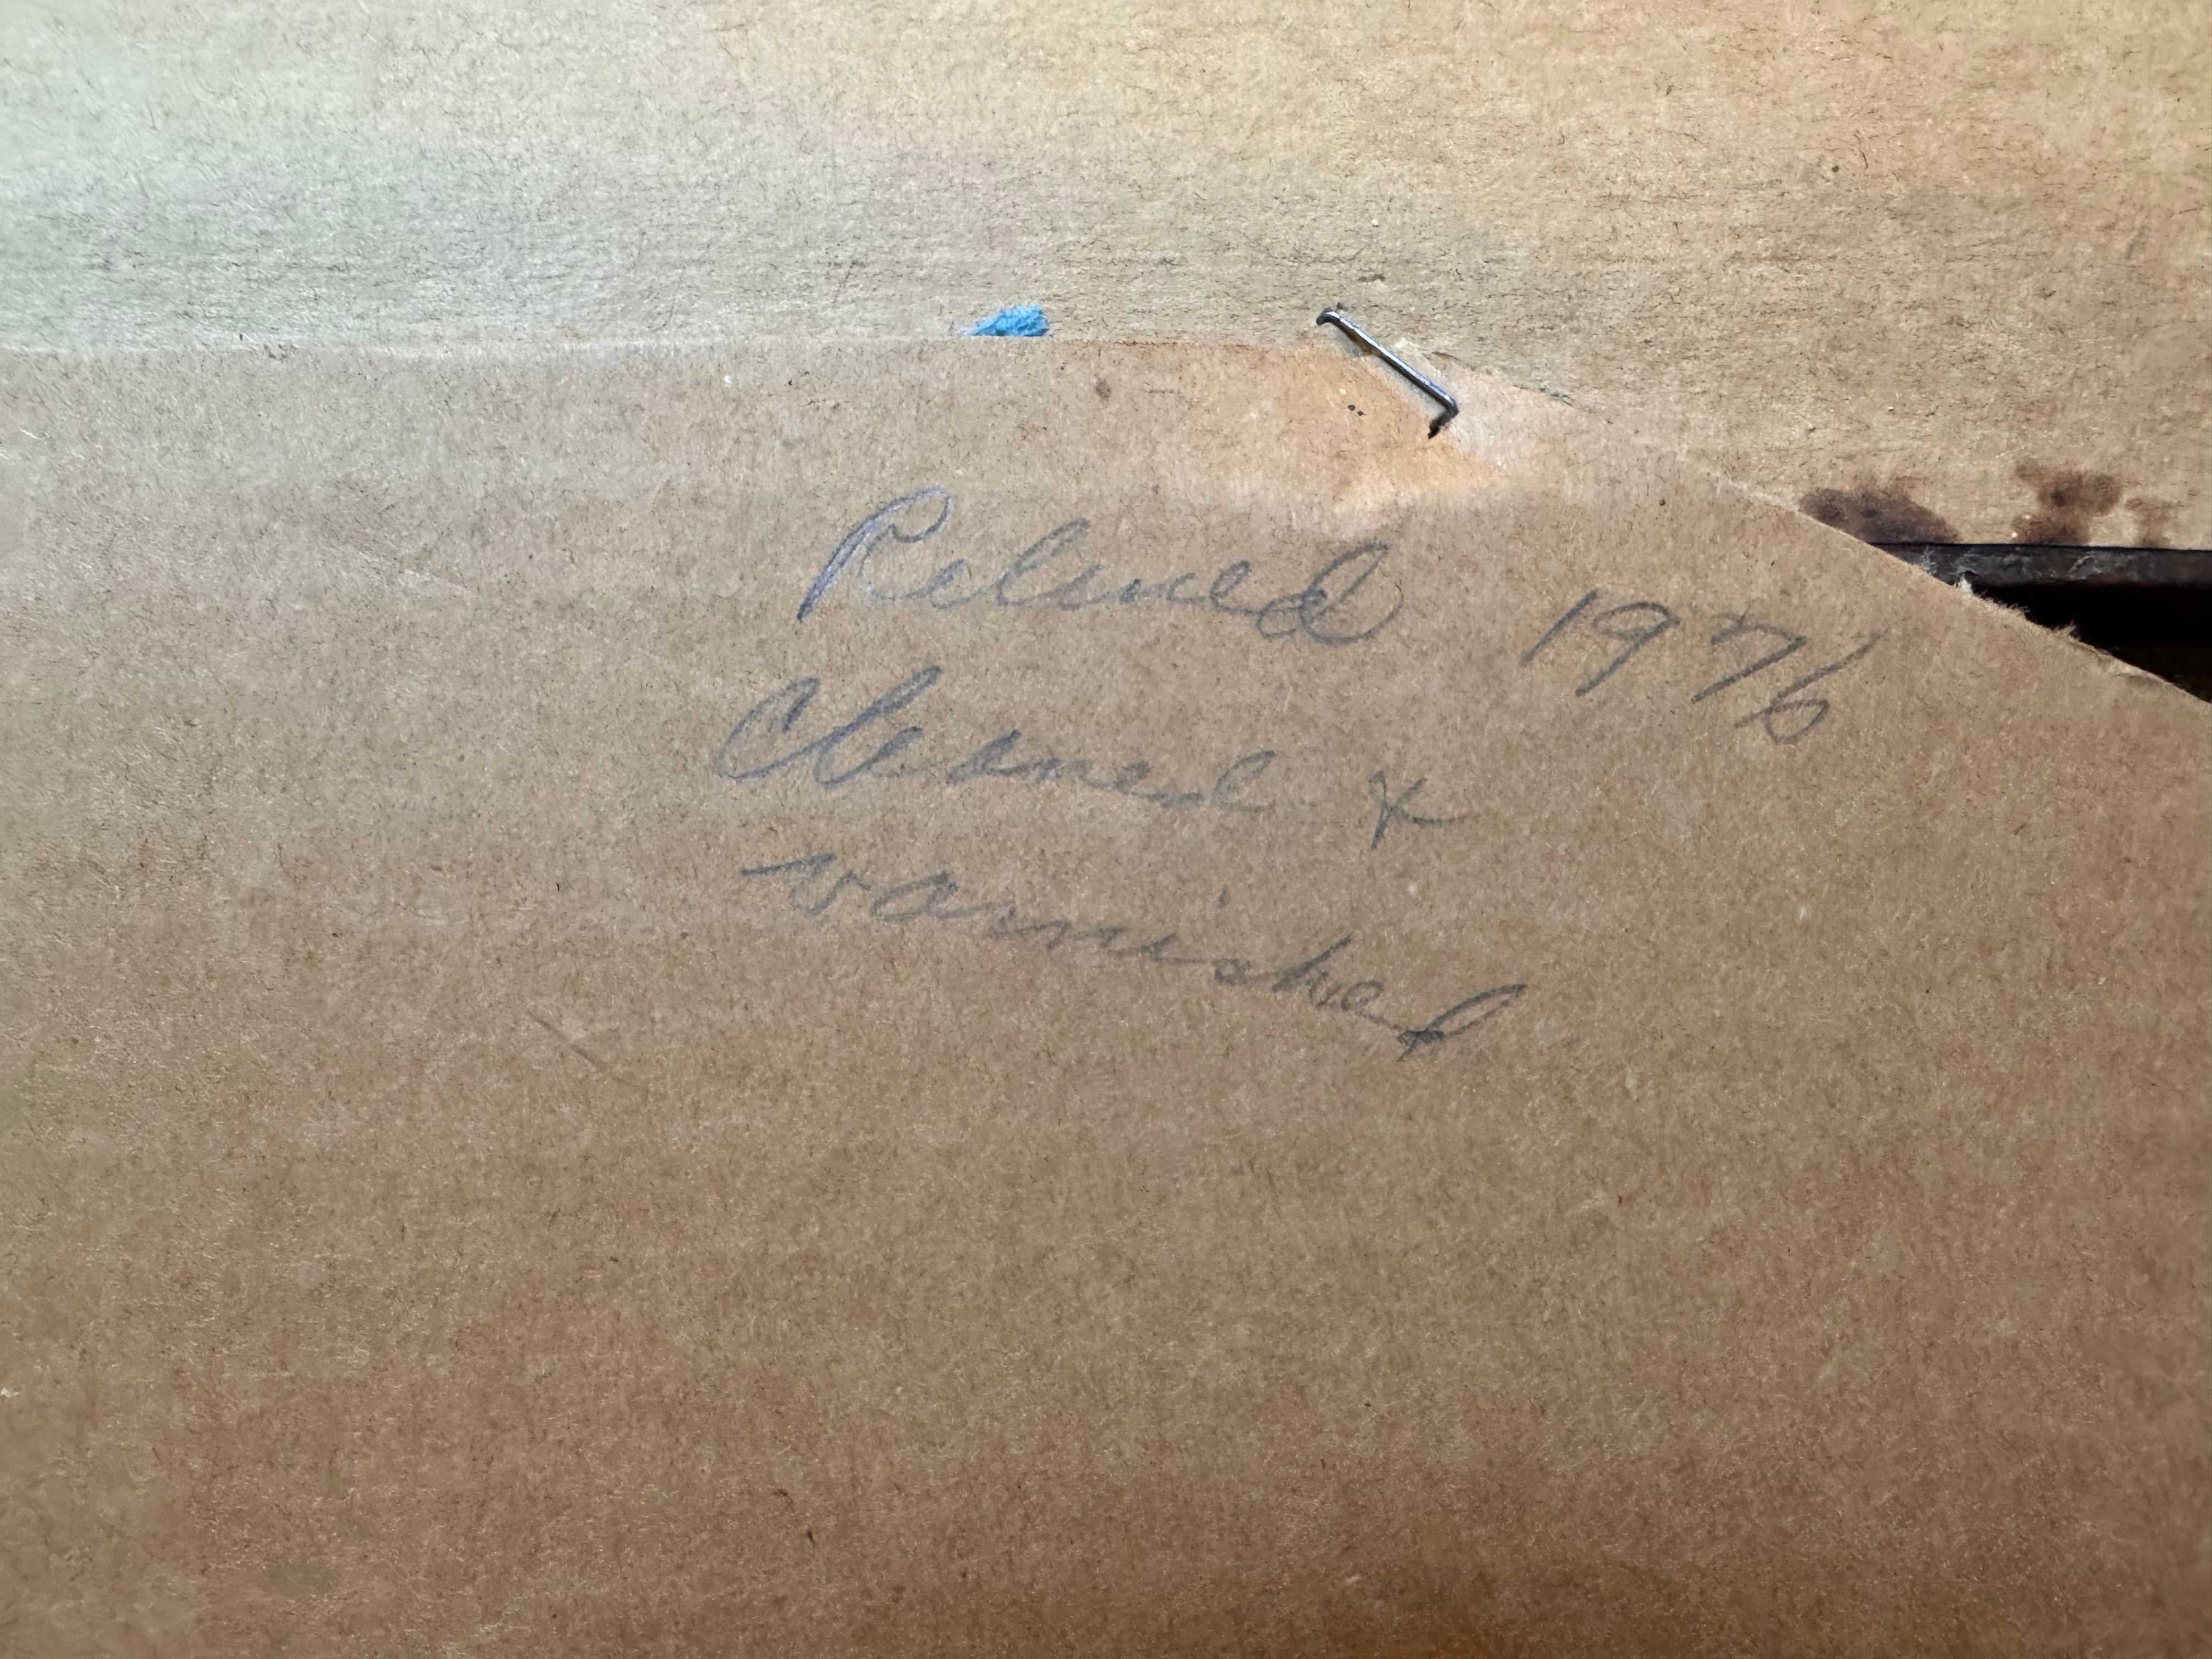 Relined 1976
Cleaned &
varnished